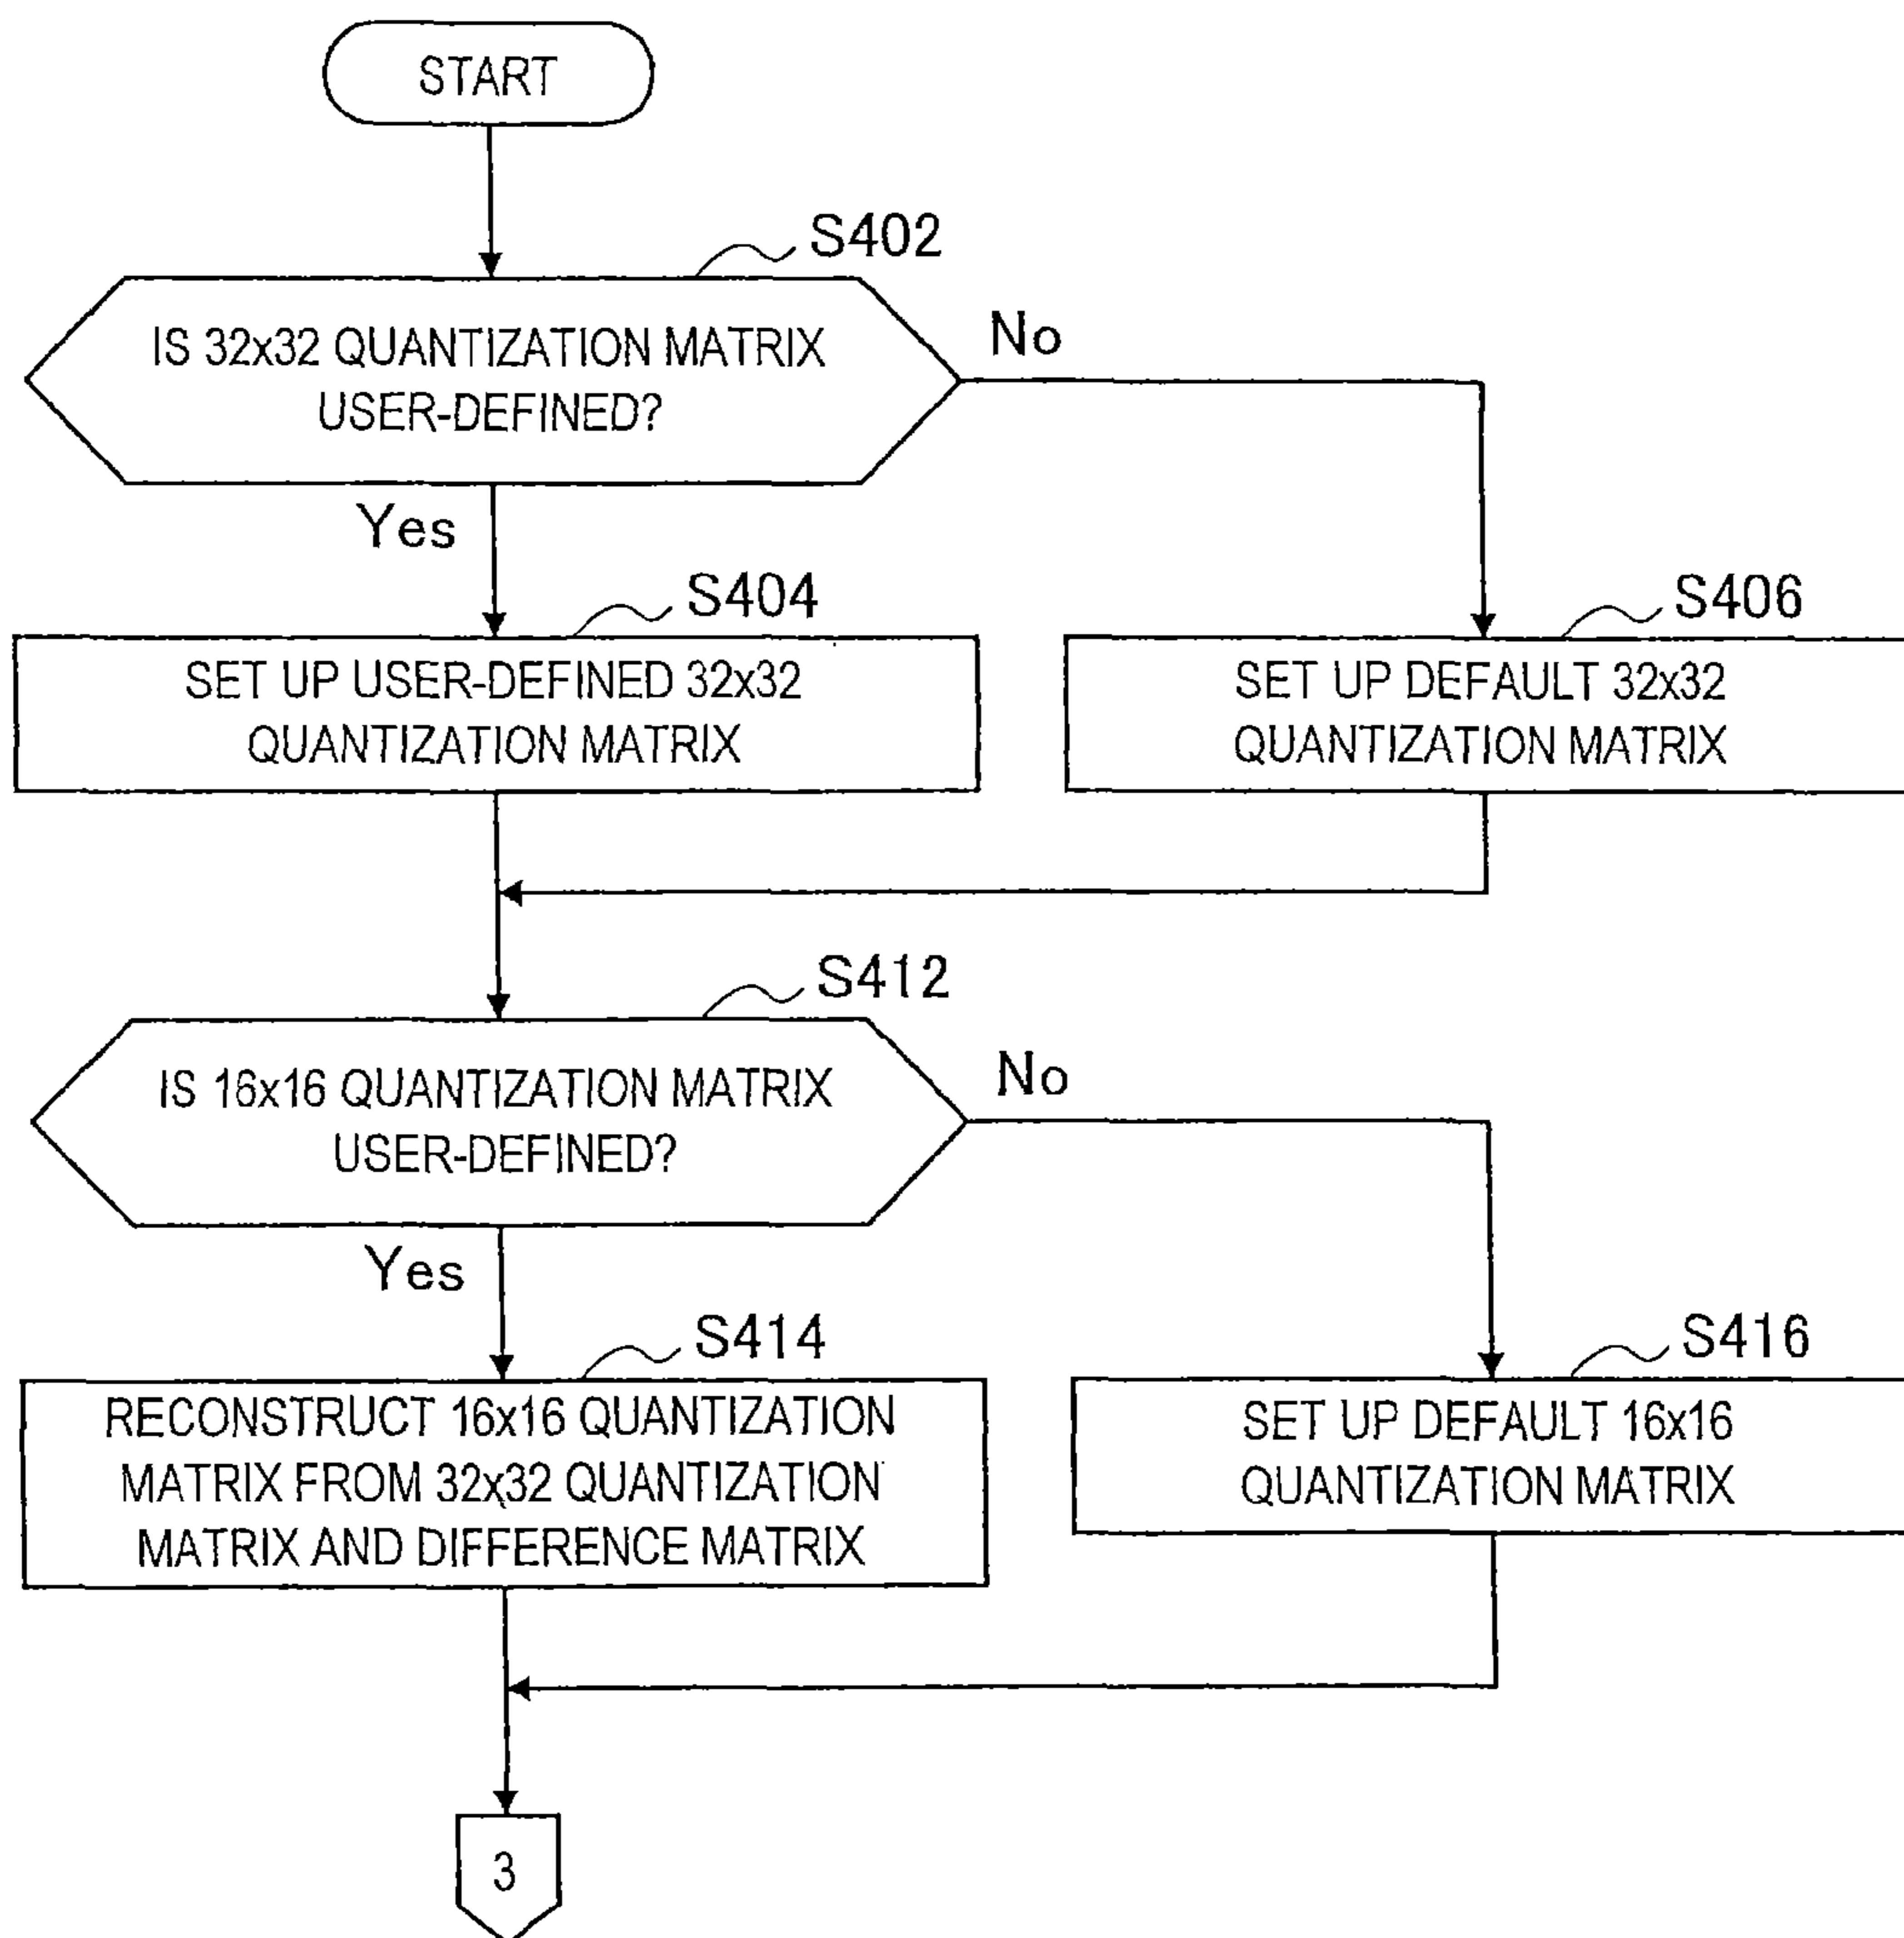 START
S402
IS 32x32 QUANTIZATION MATRIX
USER-DEFINED?
No
Yes
S404
SET UP USER-DEFINED 32x32
QUANTIZATION MATRIX
S406
SET UP DEFAULT 32x32
QUANTIZATION MATRIX
S412
IS 16x16 QUANTIZATION MATRIX
USER-DEFINED?
No
Yes
S414
RECONSTRUCT 16x16 QUANTIZATION
MATRIX FROM 32x32 QUANTIZATION
MATRIX AND DIFFERENCE MATRIX
S416
SET UP DEFAULT 16x16
QUANTIZATION MATRIX
3